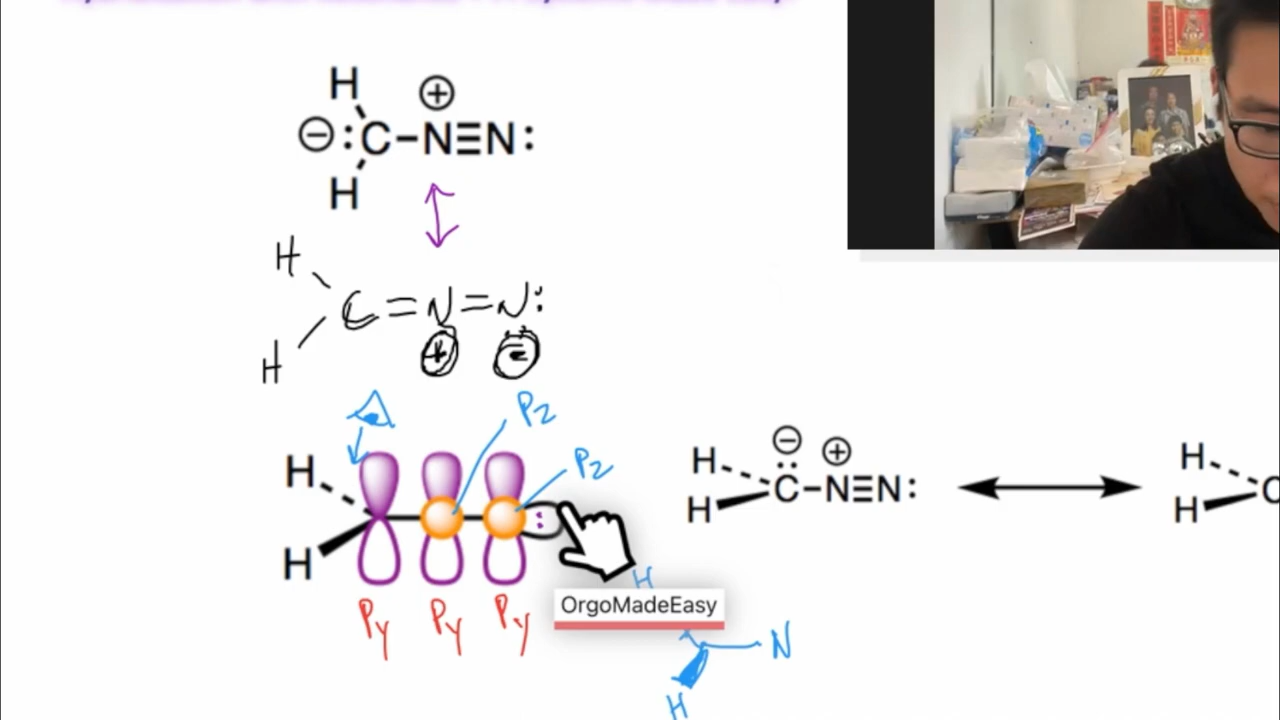 H
⊕
⊖:C-N≡N:
H
H
C=N=N:
H
⊕ ⊖
Pz
Pz
H
H
Py Py Py
⊖ ⊕
H
H
C-N≡N:
H
H
C
OrgoMadeEasy
H
N
H